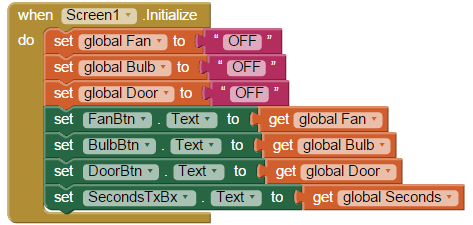 when Screen1 .Initialize
do set global Fan to " OFF "
set global Bulb to " OFF "
set global Door to " OFF "
set FanBtn . Text to get global Fan
set BulbBtn . Text to get global Bulb
set DoorBtn . Text to get global Door
set SecondsTxBx . Text to get global Seconds